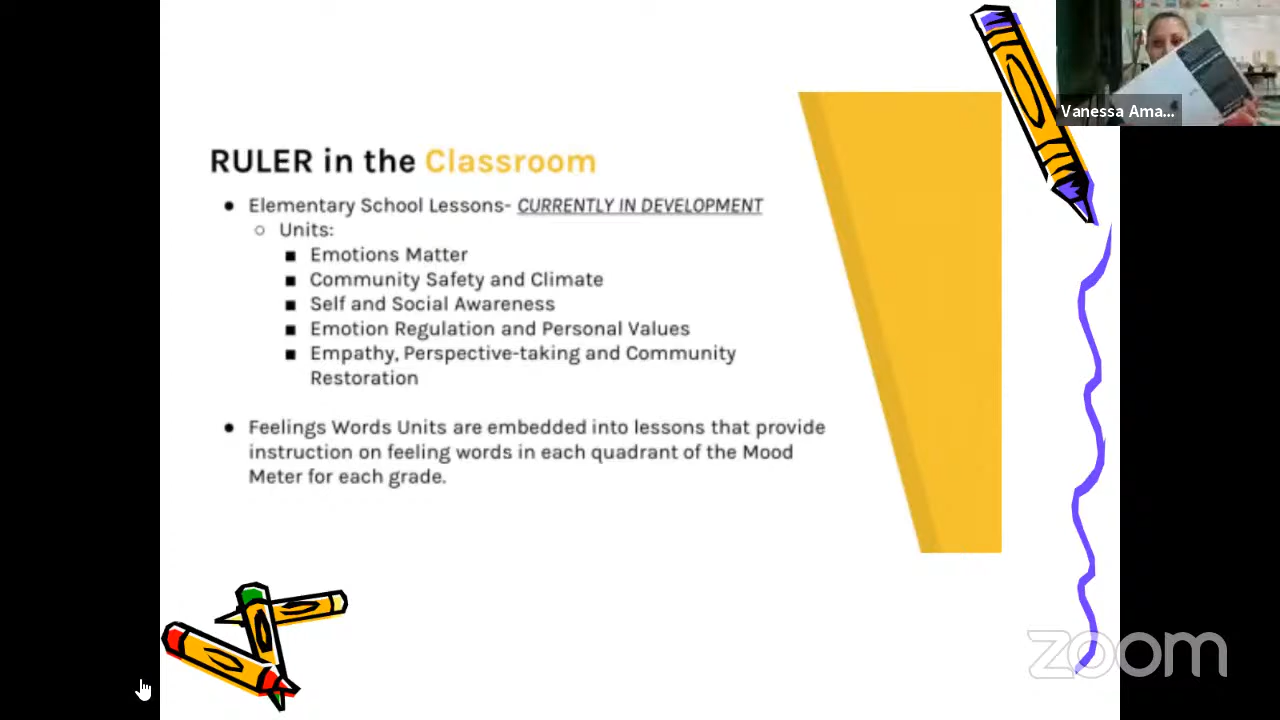 Vanessa Ama...
RULER in the Classroom
● Elementary School Lessons- CURRENTLY IN DEVELOPMENT
○ Units:
■ Emotions Matter
■ Community Safety and Climate
■ Self and Social Awareness
■ Emotion Regulation and Personal Values
■ Empathy, Perspective-taking and Community
Restoration
● Feelings Words Units are embedded into lessons that provide
instruction on feeling words in each quadrant of the Mood
Meter for each grade.
zoom